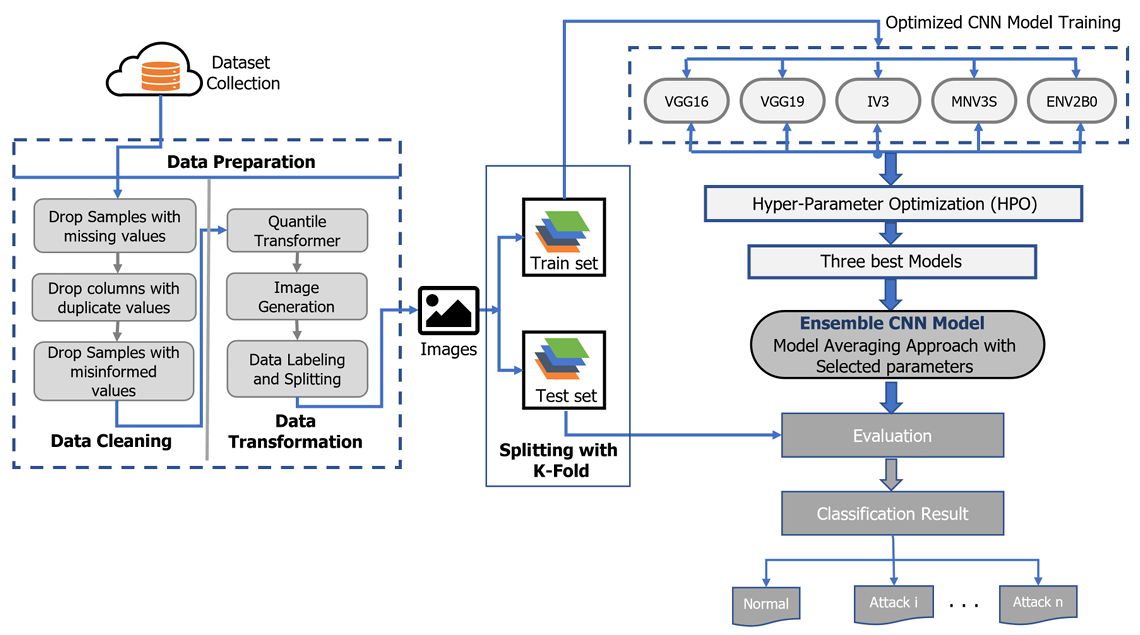 Dataset
Collection
Data Preparation
Drop Samples with
missing values
Drop columns with
duplicate values
Drop Samples with
misinformed
values
Data Cleaning
Quantile
Transformer
Image
Generation
Data Labeling
and Splitting
Data
Transformation
Images
Train set
Test set
Splitting with
K-Fold
Optimized CNN Model Training
VGG16
VGG19
IV3
MNV3S
ENV2B0
Hyper-Parameter Optimization (HPO)
Three best Models
Ensemble CNN Model
Model Averaging Approach with
Selected parameters
Evaluation
Classification Result
Normal
Attack i
. . .
Attack n